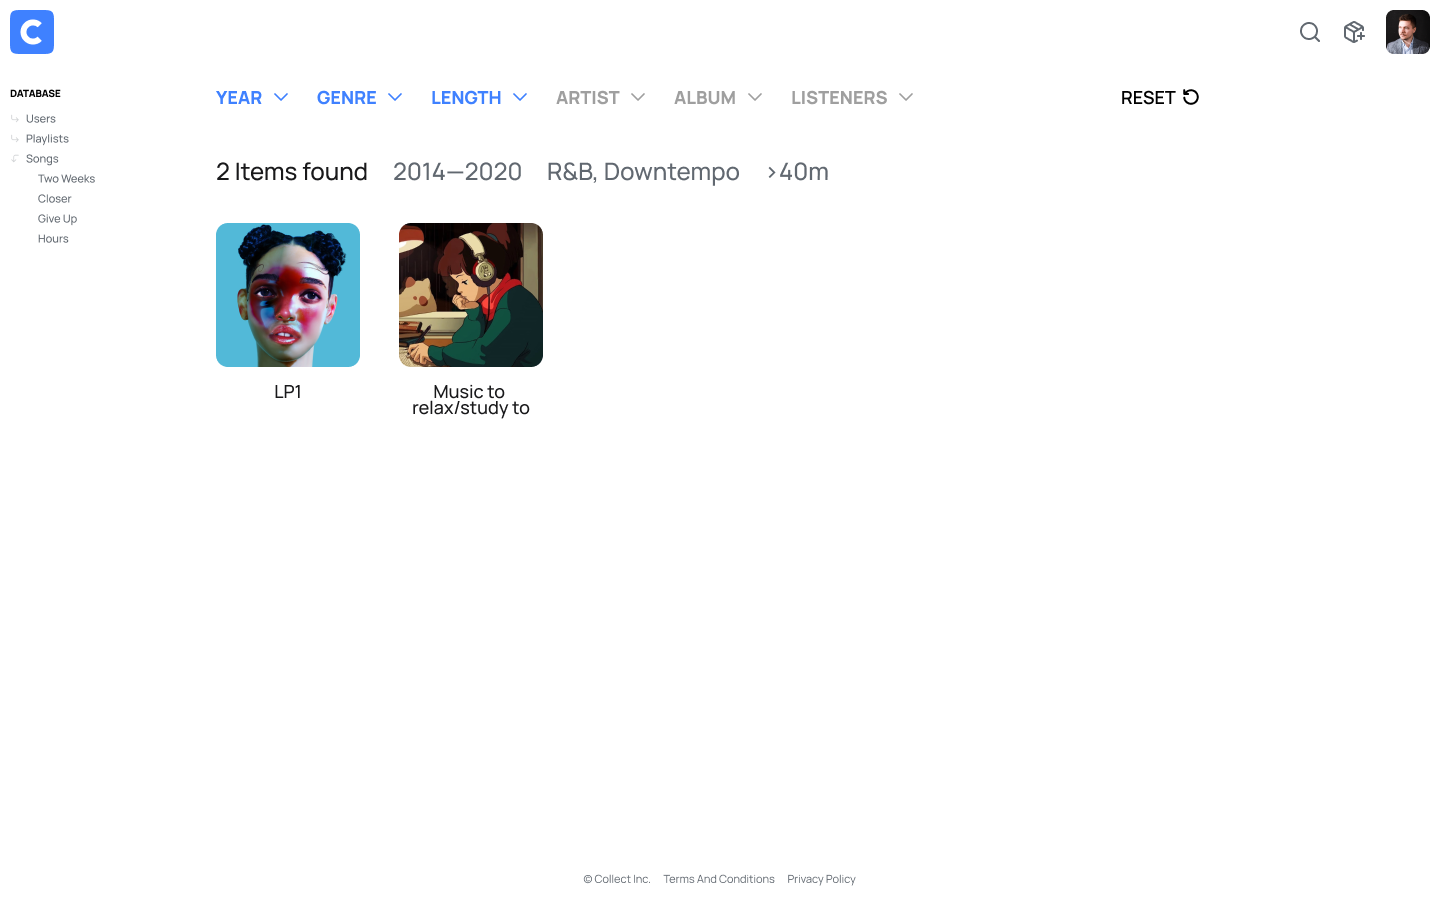 C
DATABASE
Users
Playlists
Songs
Two Weeks
Closer
Give Up
Hours
YEAR GENRE LENGTH ARTIST ALBUM LISTENERS RESET
2 Items found 2014—2020 R&B, Downtempo >40m
LP1
Music to
relax/study to
© Collect Inc. Terms And Conditions Privacy Policy